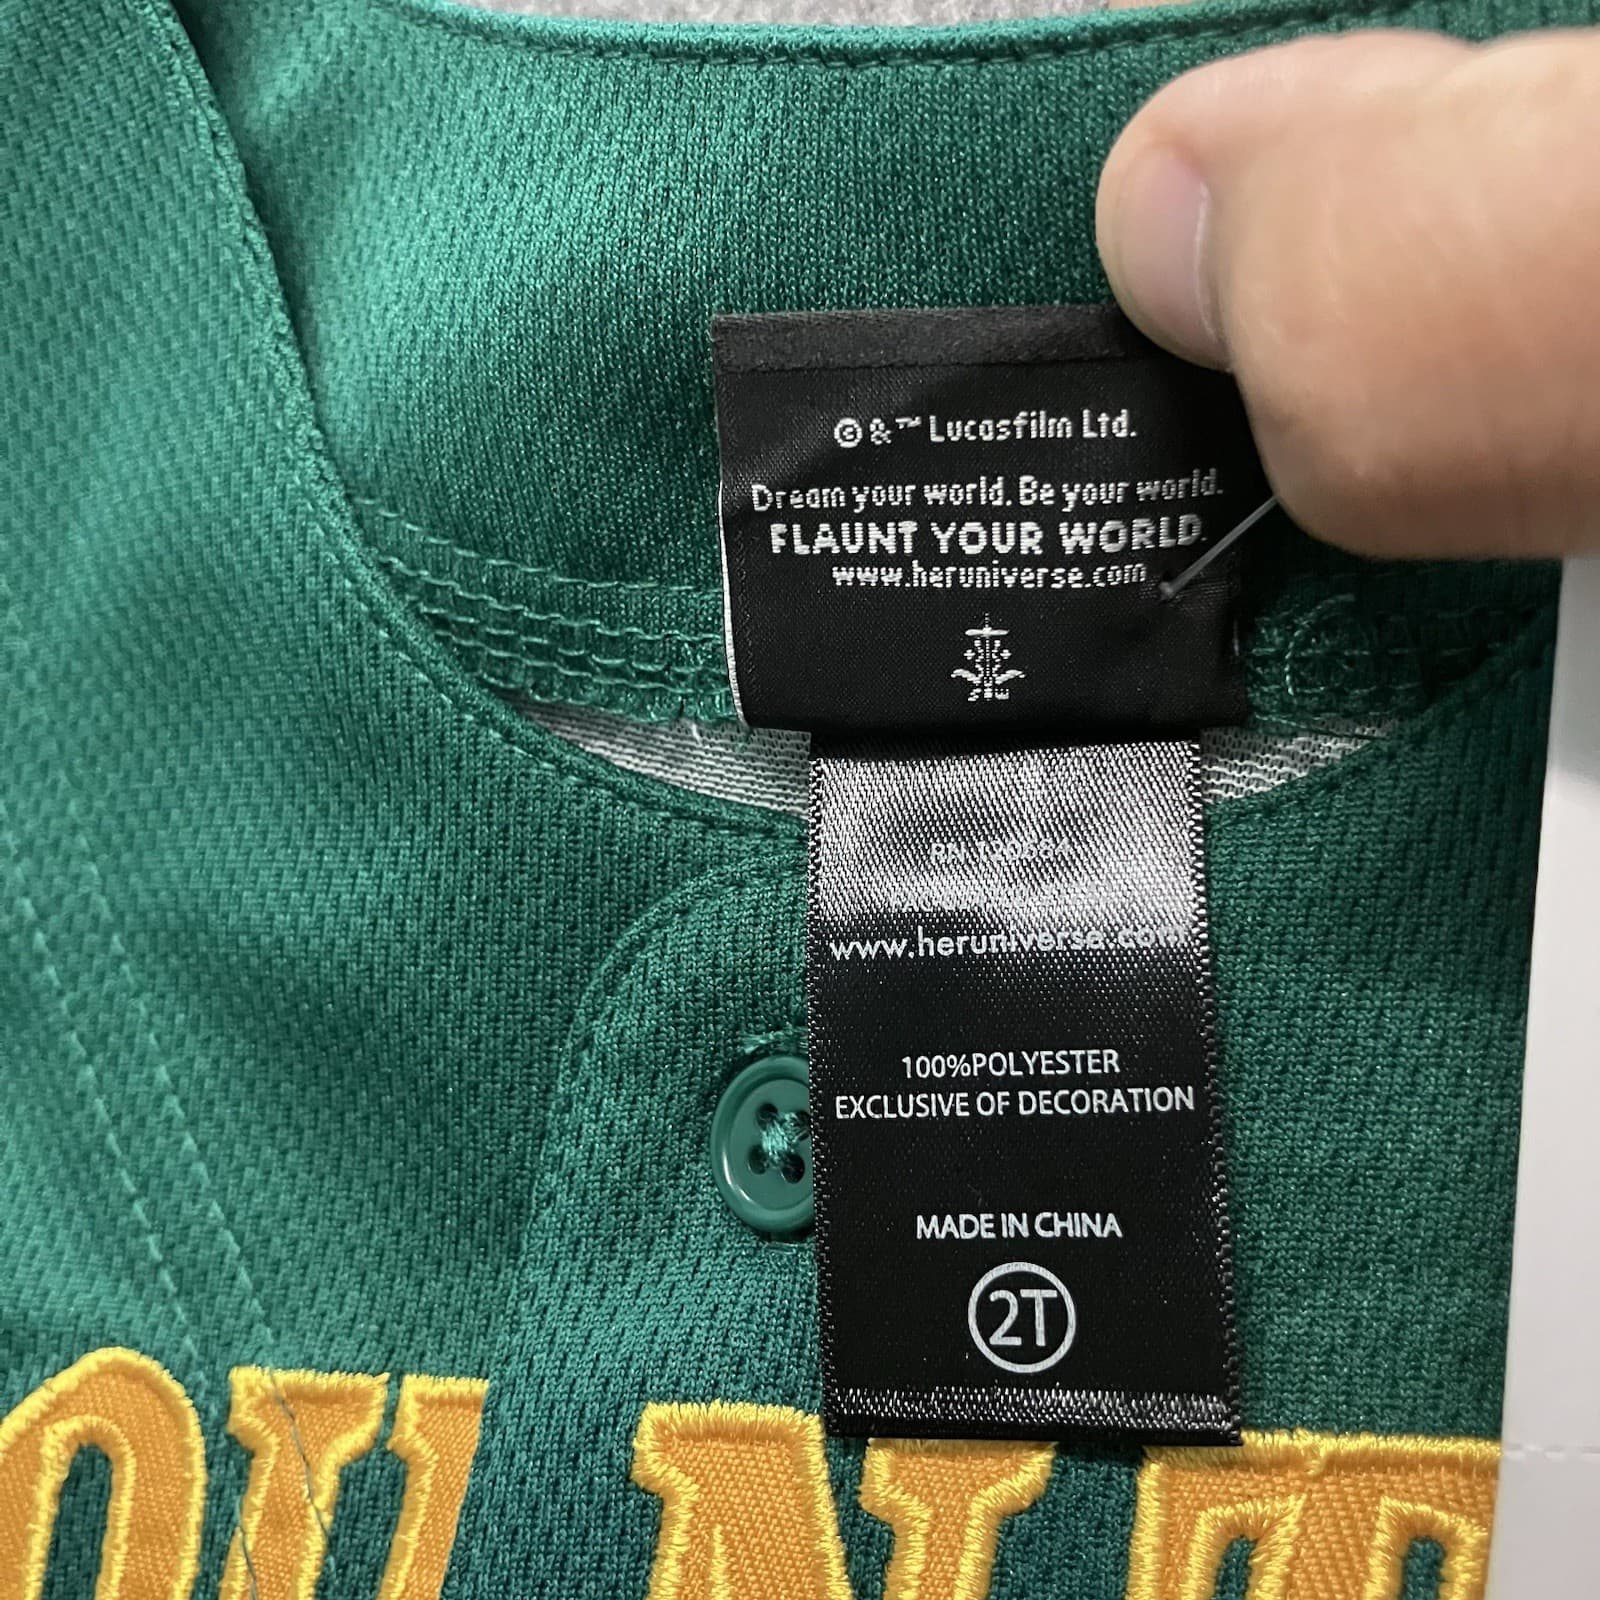 © &™ Lucasfilm Ltd.
Dream your world. Be your world.
FLAUNT YOUR WORLD.
www.heruniverse.com
RN
www.heruniverse.com
100%POLYESTER
EXCLUSIVE OF DECORATION
MADE IN CHINA
2T